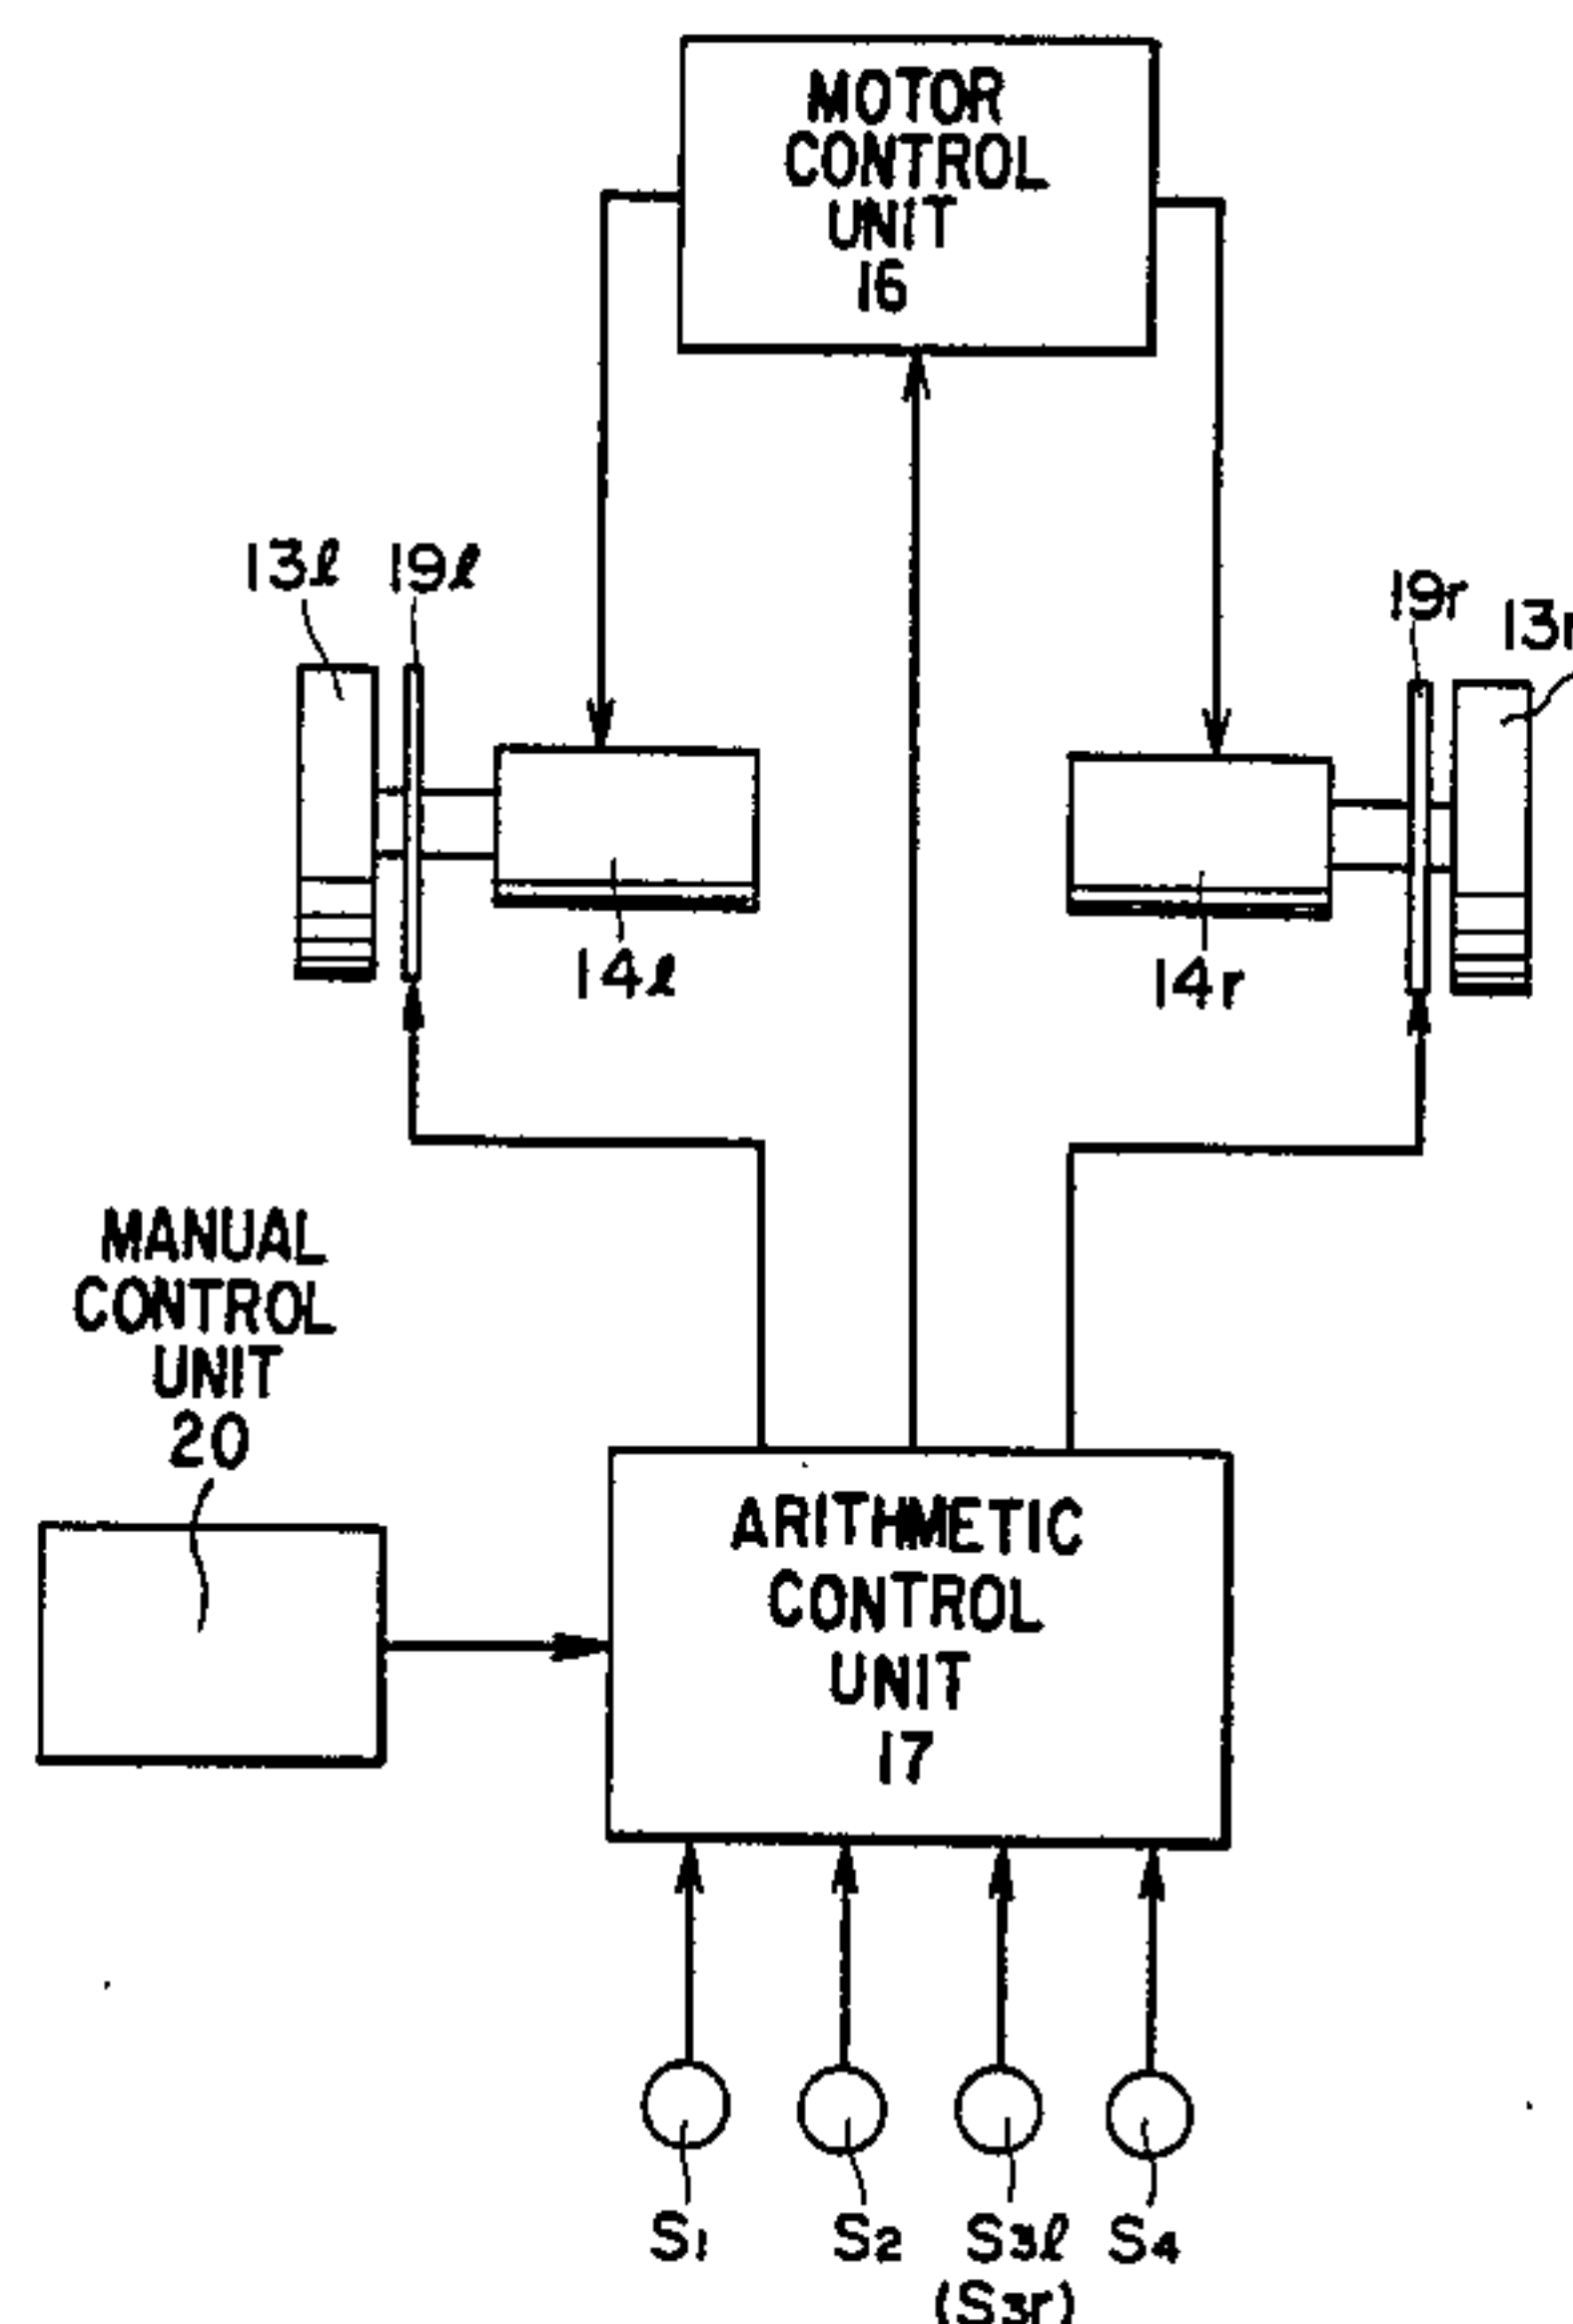 MOTOR
CONTROL
UNIT
16
13ℓ
19ℓ
19r
13r
14ℓ
14r
MANUAL
CONTROL
UNIT
20
ARITHMETIC
CONTROL
UNIT
17
S1
S2
S3ℓ
S4
(S3r)